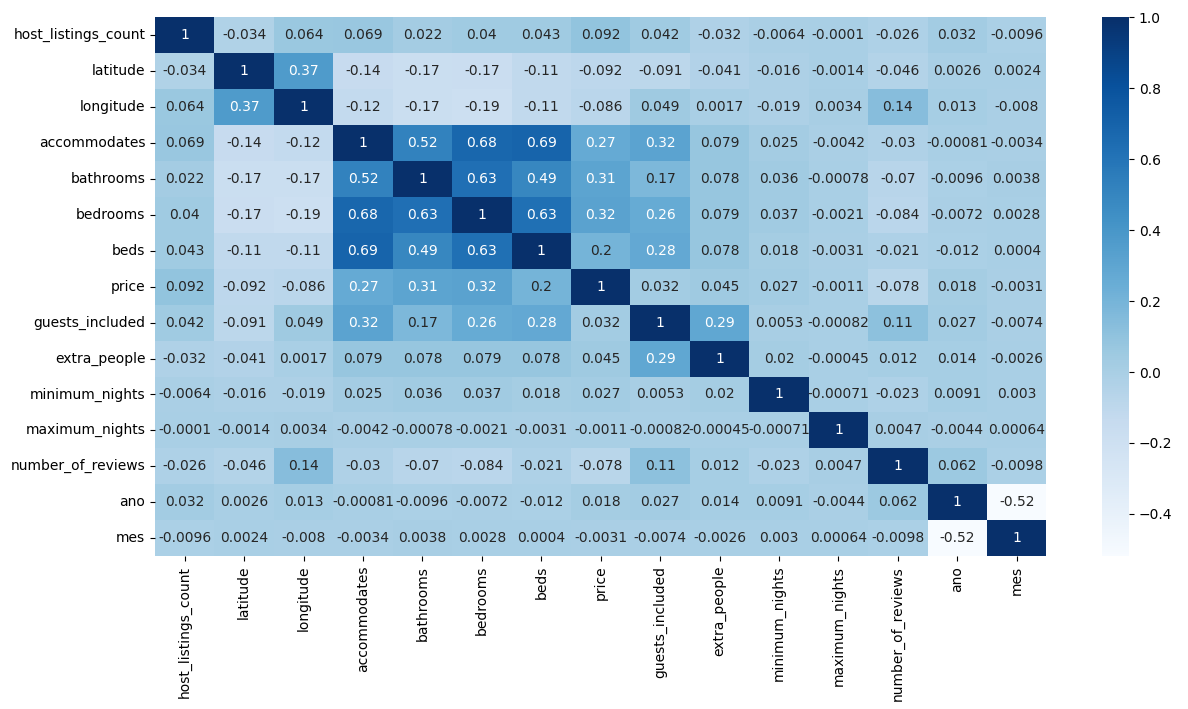 host_listings_count 1 -0.034 0.064 0.069 0.022 0.04 0.043 0.092 0.042 -0.032 -0.0064 -0.0001 -0.026 0.032 -0.0096
latitude -0.034 1 0.37 -0.14 -0.17 -0.17 -0.11 -0.092 -0.091 -0.041 -0.016 -0.0014 -0.046 0.0026 0.0024
longitude 0.064 0.37 1 -0.12 -0.17 -0.19 -0.11 -0.086 0.049 0.0017 -0.019 0.0034 0.14 0.013 -0.008
accommodates 0.069 -0.14 -0.12 1 0.52 0.68 0.69 0.27 0.32 0.079 0.025 -0.0042 -0.03 -0.00081 -0.0034
bathrooms 0.022 -0.17 -0.17 0.52 1 0.63 0.49 0.31 0.17 0.078 0.036 -0.00078 -0.07 -0.0096 0.0038
bedrooms 0.04 -0.17 -0.19 0.68 0.63 1 0.63 0.32 0.26 0.079 0.037 -0.0021 -0.084 -0.0072 0.0028
beds 0.043 -0.11 -0.11 0.69 0.49 0.63 1 0.2 0.28 0.078 0.018 -0.0031 -0.021 -0.012 0.0004
price 0.092 -0.092 -0.086 0.27 0.31 0.32 0.2 1 0.032 0.045 0.027 -0.0011 -0.078 0.018 -0.0031
guests_included 0.042 -0.091 0.049 0.32 0.17 0.26 0.28 0.032 1 0.29 0.0053 -0.00082 0.11 0.027 -0.0074
extra_people -0.032 -0.041 0.0017 0.079 0.078 0.079 0.078 0.045 0.29 1 0.02 -0.00045 0.012 0.014 -0.0026
minimum_nights -0.0064 -0.016 -0.019 0.025 0.036 0.037 0.018 0.027 0.0053 0.02 1 -0.00071 -0.023 0.0091 0.003
maximum_nights -0.0001 -0.0014 0.0034 -0.0042 -0.00078 -0.0021 -0.0031 -0.0011 -0.00082 -0.00045 -0.00071 1 0.0047 -0.0044 0.00064
number_of_reviews -0.026 -0.046 0.14 -0.03 -0.07 -0.084 -0.021 -0.078 0.11 0.012 -0.023 0.0047 1 0.062 -0.0098
ano 0.032 0.0026 0.013 -0.00081 -0.0096 -0.0072 -0.012 0.018 0.027 0.014 0.0091 -0.0044 0.062 1 -0.52
mes -0.0096 0.0024 -0.008 -0.0034 0.0038 0.0028 0.0004 -0.0031 -0.0074 -0.0026 0.003 0.00064 -0.0098 -0.52 1
host_listings_count
latitude
longitude
accommodates
bathrooms
bedrooms
beds
price
guests_included
extra_people
minimum_nights
maximum_nights
number_of_reviews
ano
mes
1.0
0.8
0.6
0.4
0.2
0.0
−0.2
−0.4